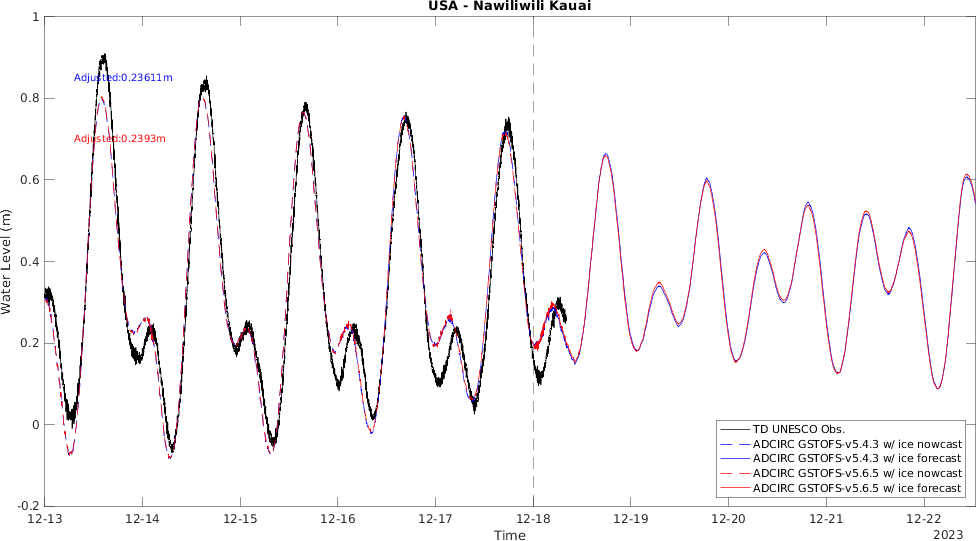 USA - Nawiliwili Kauai
1
0.8
0.6
0.4
0.2
0
-0.2
Water Level (m)
Adjusted:0.23611m
Adjusted:0.2393m
TD UNESCO Obs.
ADCIRC GSTOFS-v5.4.3 w/ ice nowcast
ADCIRC GSTOFS-v5.4.3 w/ ice forecast
ADCIRC GSTOFS-v5.6.5 w/ ice nowcast
ADCIRC GSTOFS-v5.6.5 w/ ice forecast
12-13 12-14 12-15 12-16 12-17 12-18 12-19 12-20 12-21 12-22
Time
2023